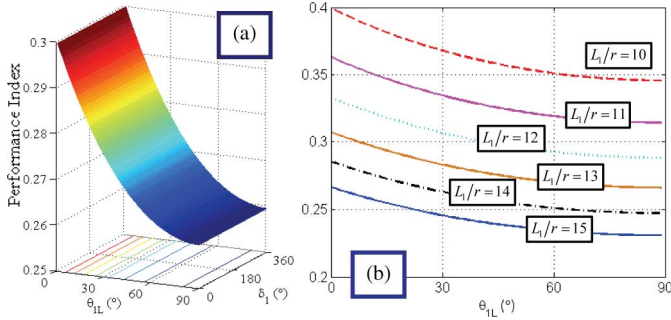 (a)
Performance Index
0.3
0.29
0.28
0.27
0.26
0.25
0
30
60
90
θ1L (°)
0
180
360
δ1 (°)
0.4
0.35
0.3
0.25
0.2
L1/r = 10
L1/r = 11
L1/r = 12
L1/r = 13
L1/r = 14
L1/r = 15
(b)
0
30
60
90
θ1L (°)